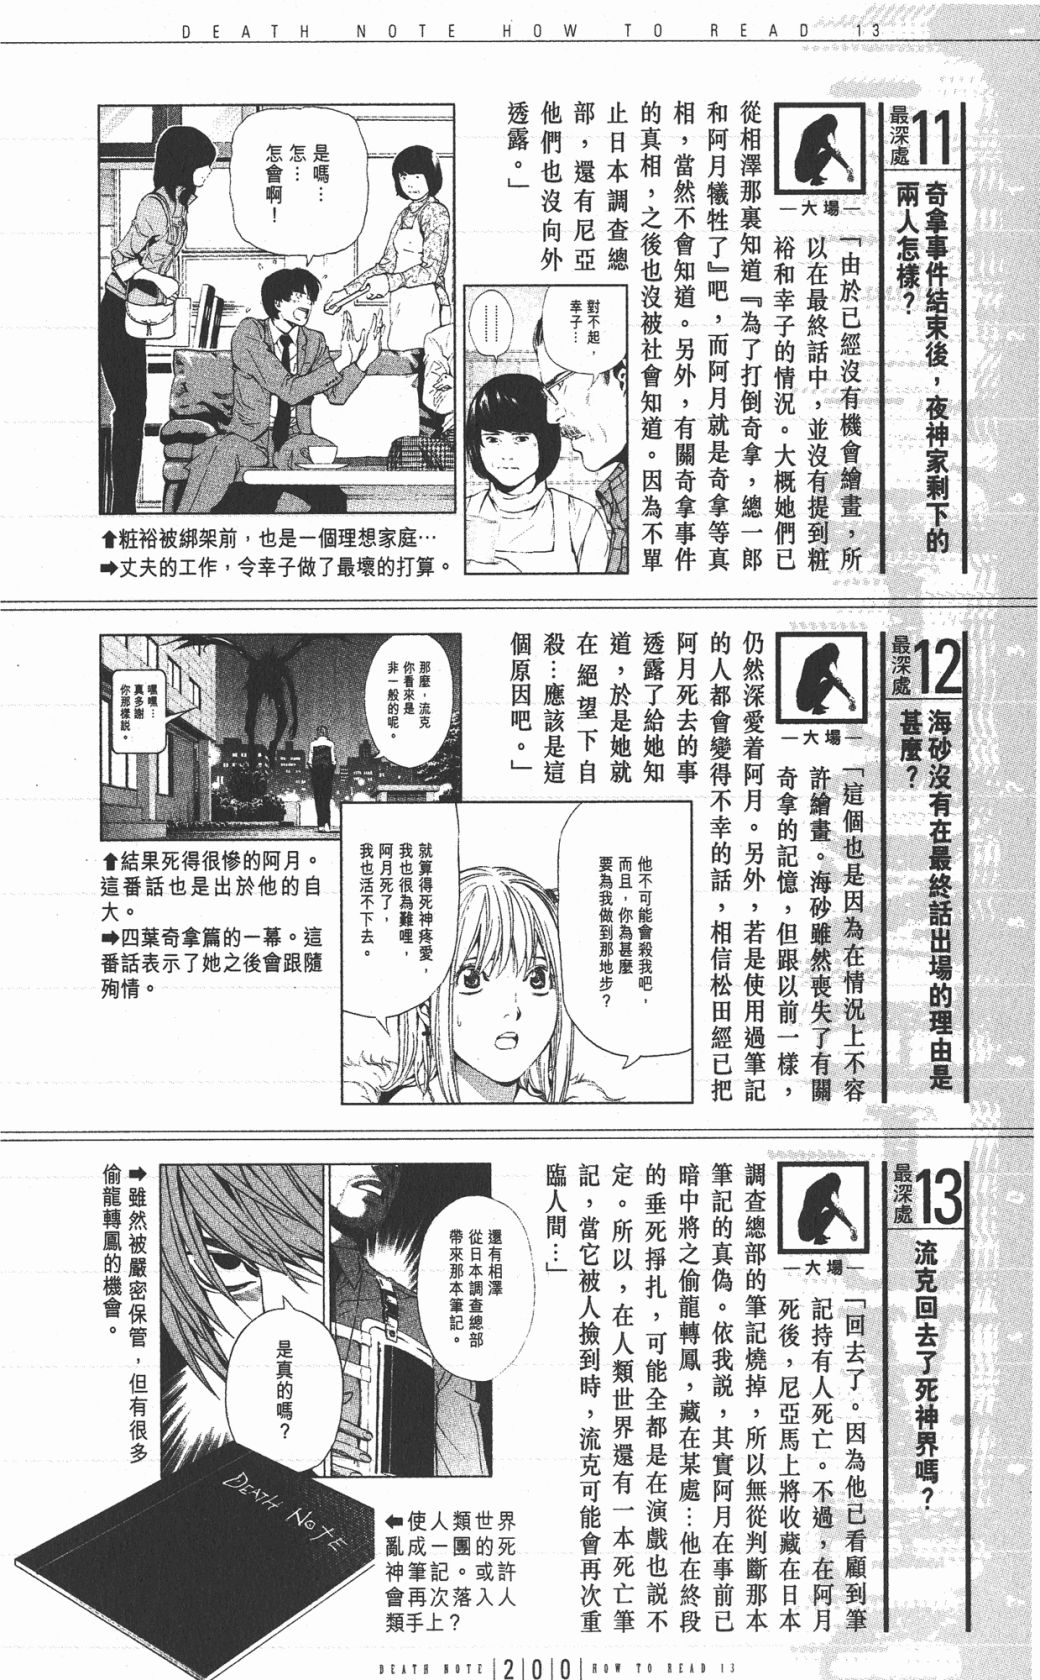 DEATH NOTE HOW TO READ 13
最深處11
奇拿事件結束後，夜神家剩下的
兩人怎樣？
—大場—
「由於已經沒有機會繪畫，所
以在最終話中，並沒有提到粧
裕和幸子的情況。大概她們已
從相澤那裏知道『為了打倒奇拿，總一郎
和阿月犧牲了』吧，而阿月就是奇拿等真
相，當然不會知道。另外，有關奇拿事件
的真相，之後也沒被社會知道。因為不單
止日本調查總
部，還有尼亞
他們也沒向外
透露。」
對不起，
幸子…
………
是嗎…
怎…
怎會啊！
⬆粧裕被綁架前，也是一個理想家庭…
➡丈夫的工作，令幸子做了最壞的打算。
最深處12
海砂沒有在最終話出場的理由是
甚麼？
—大場—
「這個也是因為在情況上不容
許繪畫。海砂雖然喪失了有關
奇拿的記憶，但跟以前一樣，
仍然深愛着阿月。另外，若是使用過筆記
的人都會變得不幸的話，相信松田經已把
阿月死去的事
透露了給她知
道，於是她就
在絕望下自
殺…應該是這
個原因吧。」
那麼，流克
你看來是
非一般的呢。
嘿嘿…
真多謝
你那樣說。
他不可能會殺我吧，
而且，你為甚麼
要為我做到那地步？
就算得死神疼愛，
我也很為難哩，
阿月死了，
我也活不下去。
⬆結果死得很慘的阿月。
這番話也是出於他的自
大。
➡四葉奇拿篇的一幕。這
番話表示了她之後會跟隨
殉情。
最深處13
流克回去了死神界嗎？
—大場—
「回去了。因為他已看顧到筆
記持有人死亡。不過，在阿月
死後，尼亞馬上將收藏在日本
調查總部的筆記燒掉，所以無從判斷那本
筆記的真偽。依我說，其實阿月在事前已
暗中將之偷龍轉鳳，藏在某處…他在終段
的垂死掙扎，可能全都是在演戲也說不
定。所以，在人類世界還有一本死亡筆
記，當它被人撿到時，流克可能會再次重
臨人間…」
還有相澤
從日本調查總部
帶來那本筆記。
是真的嗎？
➡雖然被嚴密保管，但有很多
偷龍轉鳳的機會。
DEATH NOTE
⬅使人類世界
亂成一團的死
神筆記或許
會再次落入人
類手上？
DEATH NOTE 200 HOW TO READ 13